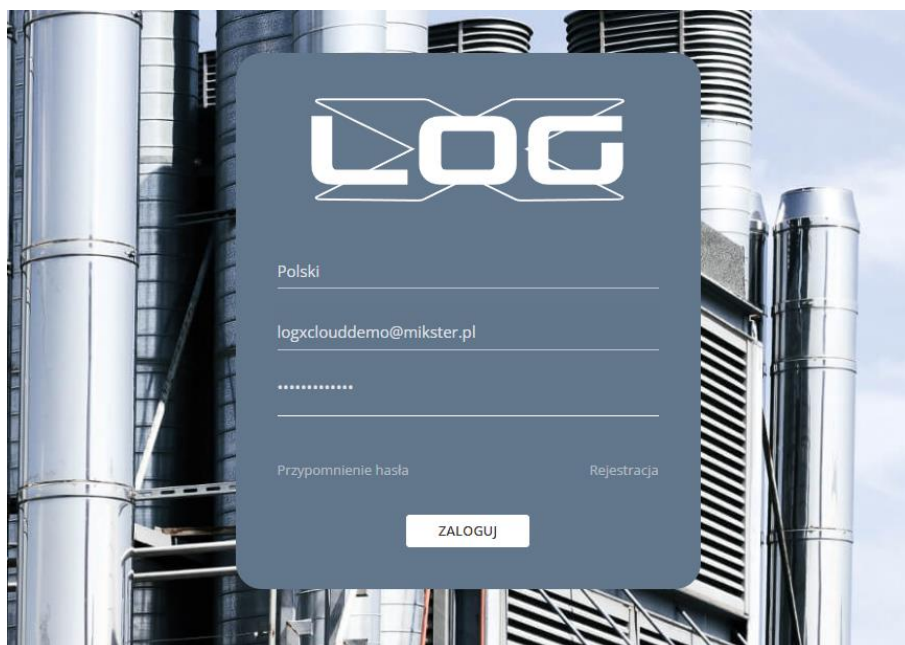 LOG
Polski
logxclouddemo@mikster.pl
•••••••••••••
Przypomnienie hasła
Rejestracja
ZALOGUJ